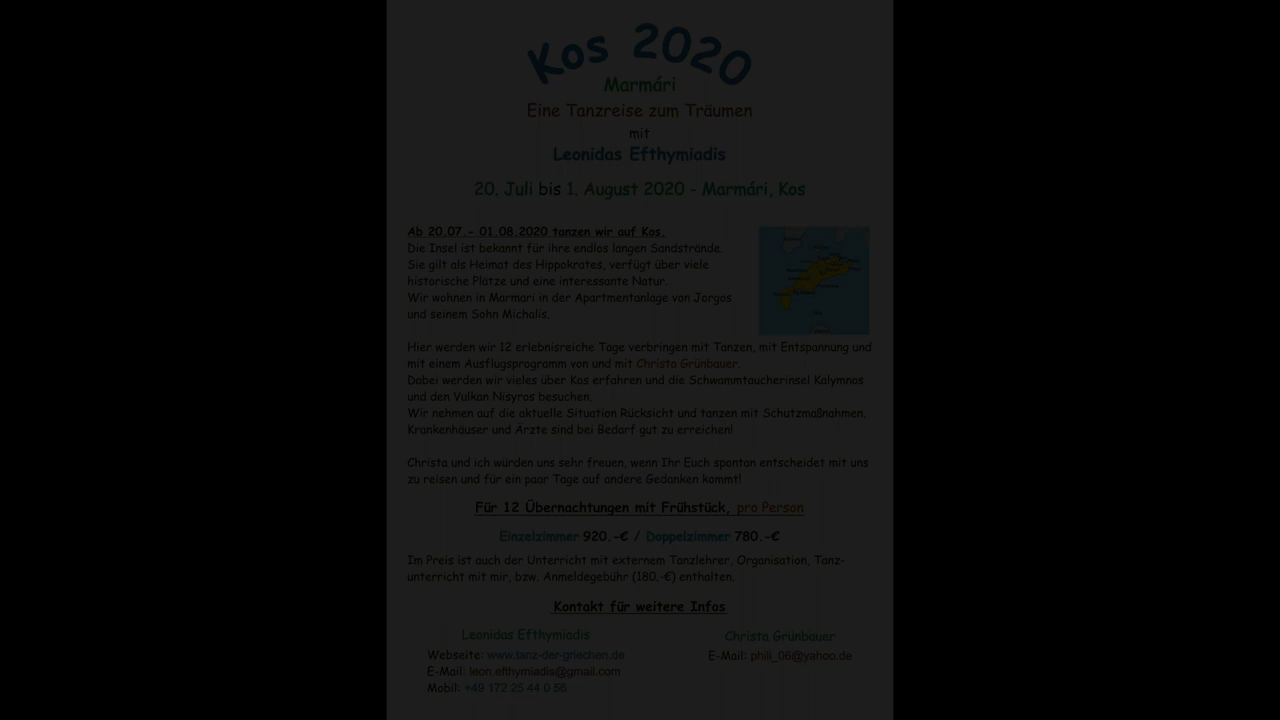 Kos 2020
Marmári
Eine Tanzreise zum Träumen
mit
Leonidas Efthymiadis
20. Juli bis 1. August 2020 - Marmári, Kos
Ab 20.07.- 01.08.2020 tanzen wir auf Kos.
Die Insel ist bekannt für ihre endlos langen Sandstrände.
Sie gilt als Heimat des Hippokrates, verfügt über viele
historische Plätze und eine interessante Natur.
Wir wohnen in Marmari in der Apartmentanlage von Jorgos
und seinem Sohn Michalis.
Hier werden wir 12 erlebnisreiche Tage verbringen mit Tanzen, mit Entspannung und
mit einem Ausflugsprogramm von und mit Christa Grünbauer.
Dabei werden wir vieles über Kos erfahren und die Schwammtaucherinsel Kalymnos
und den Vulkan Nisyros besuchen.
Wir nehmen auf die aktuelle Situation Rücksicht und tanzen mit Schutzmaßnahmen.
Krankenhäuser und Ärzte sind bei Bedarf gut zu erreichen!
Christa und ich würden uns sehr freuen, wenn Ihr Euch spontan entscheidet mit uns
zu reisen und für ein paar Tage auf andere Gedanken kommt!
Für 12 Übernachtungen mit Frühstück, pro Person
Einzelzimmer 920.-€ / Doppelzimmer 780.-€
Im Preis ist auch der Unterricht mit externem Tanzlehrer, Organisation, Tanz-
unterricht mit mir, bzw. Anmeldegebühr (180.-€) enthalten.
Kontakt für weitere Infos
Leonidas Efthymiadis
Webseite: www.tanz-der-griechen.de
E-Mail: leon.efthymiadis@gmail.com
Mobil: +49 172 25 44 0 56
Christa Grünbauer
E-Mail: phili_06@yahoo.de